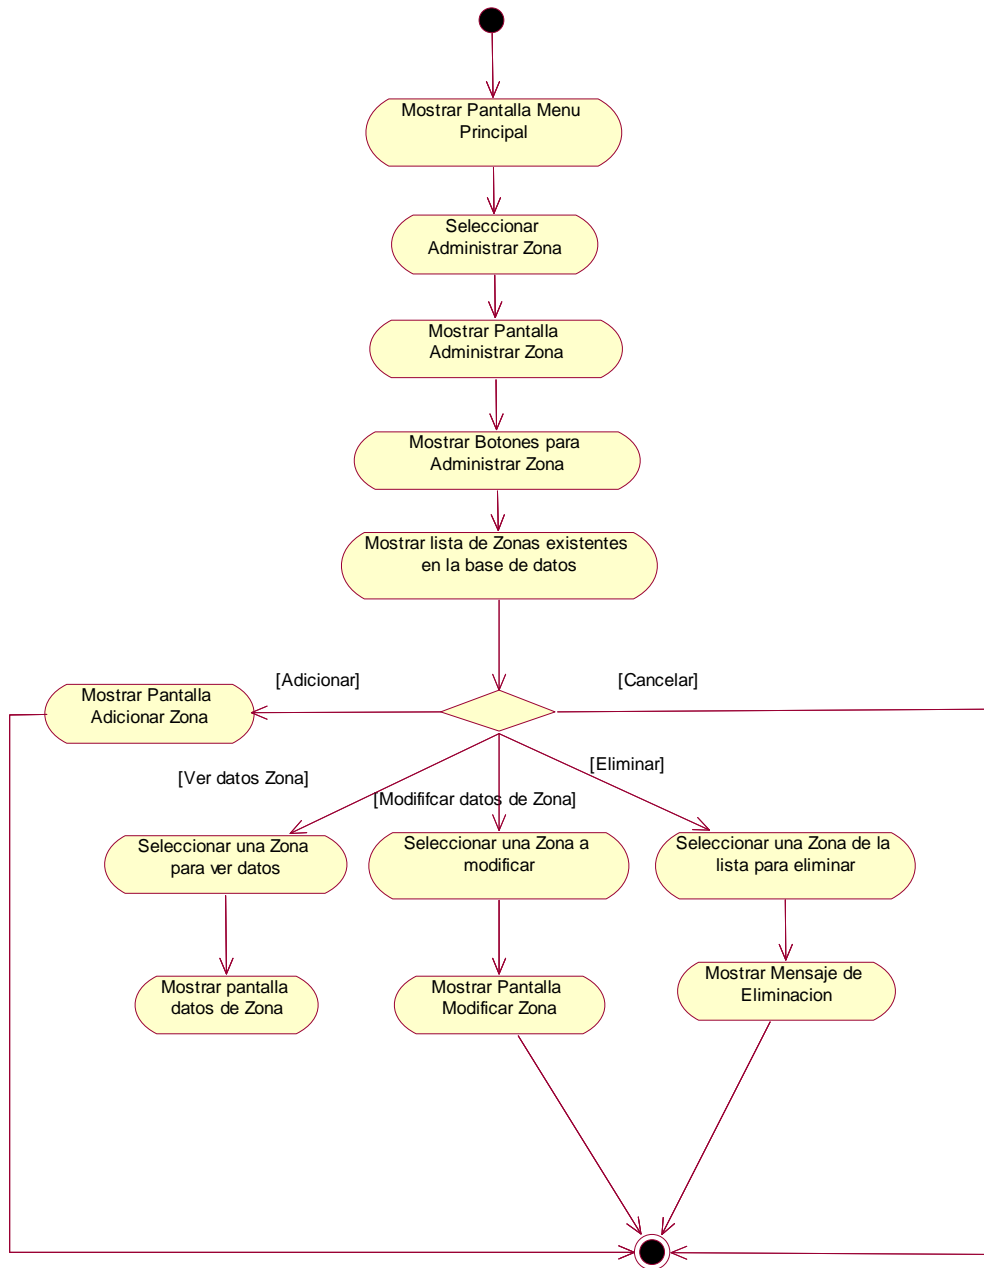 Mostrar Pantalla Menu
Principal
Seleccionar
Administrar Zona
Mostrar Pantalla
Administrar Zona
Mostrar Botones para
Administrar Zona
Mostrar lista de Zonas existentes
en la base de datos
[Adicionar]
[Cancelar]
Mostrar Pantalla
Adicionar Zona
[Ver datos Zona]
[Modififcar datos de Zona]
[Eliminar]
Seleccionar una Zona
para ver datos
Seleccionar una Zona a
modificar
Seleccionar una Zona de la
lista para eliminar
Mostrar pantalla
datos de Zona
Mostrar Pantalla
Modificar Zona
Mostrar Mensaje de
Eliminacion